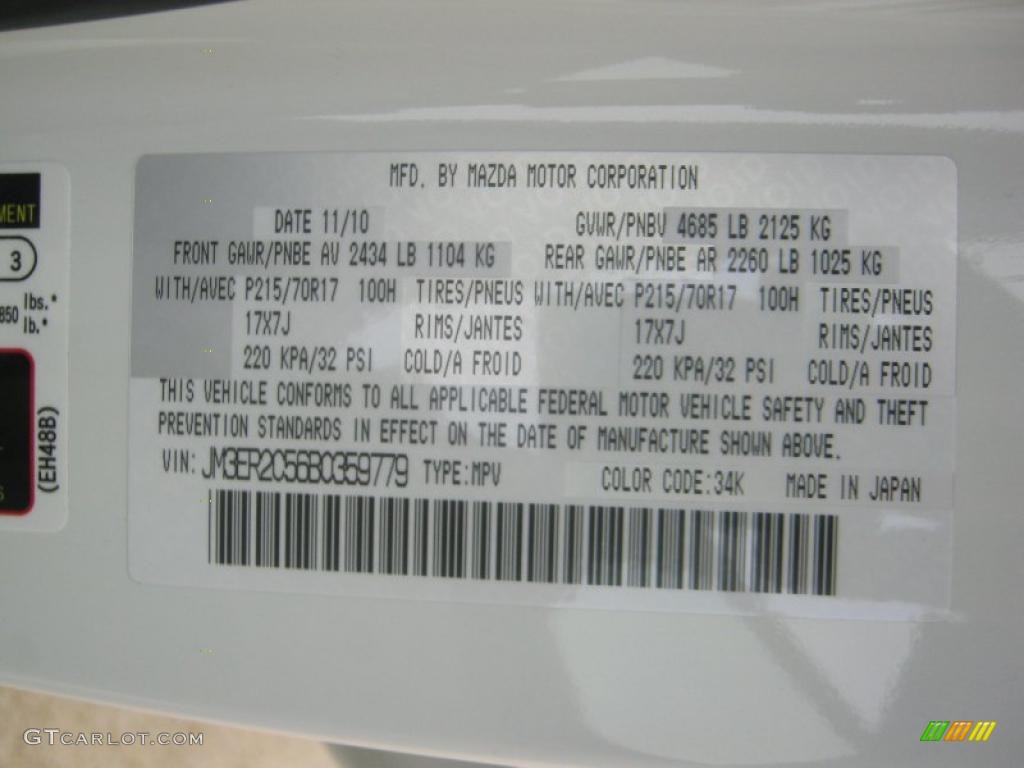 MFD. BY MAZDA MOTOR CORPORATION
DATE 11/10 GVWR/PNBV 4685 LB 2125 KG
FRONT GAWR/PNBE AV 2434 LB 1104 KG REAR GAWR/PNBE AR 2260 LB 1025 KG
WITH/AVEC P215/70R17 100H TIRES/PNEUS WITH/AVEC P215/70R17 100H TIRES/PNEUS
17X7J RIMS/JANTES 17X7J RIMS/JANTES
220 KPA/32 PSI COLD/A FROID 220 KPA/32 PSI COLD/A FROID
THIS VEHICLE CONFORMS TO ALL APPLICABLE FEDERAL MOTOR VEHICLE SAFETY AND THEFT
PREVENTION STANDARDS IN EFFECT ON THE DATE OF MANUFACTURE SHOWN ABOVE.
VIN: JM3ER2C56B0359779 TYPE:MPV COLOR CODE:34K MADE IN JAPAN
MENT
3
850 lbs.*
lb.*
(EH48B)
GTCARLOT.COM